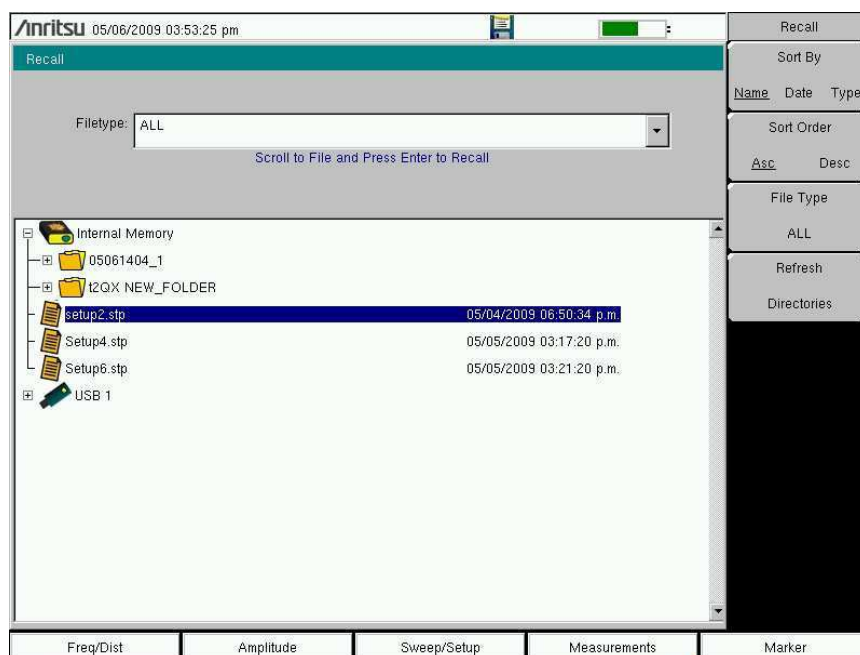 Anritsu 05/06/2009 03:53:25 pm
Recall
Filetype: ALL
Scroll to File and Press Enter to Recall
Internal Memory
05061404_1
t2QX NEW_FOLDER
setup2.stp 05/04/2009 06:50:34 p.m.
Setup4.stp 05/05/2009 03:17:20 p.m.
Setup6.stp 05/05/2009 03:21:20 p.m.
USB 1
Recall
Sort By
Name Date Type
Sort Order
Asc Desc
File Type
ALL
Refresh
Directories
Freq/Dist Amplitude Sweep/Setup Measurements Marker